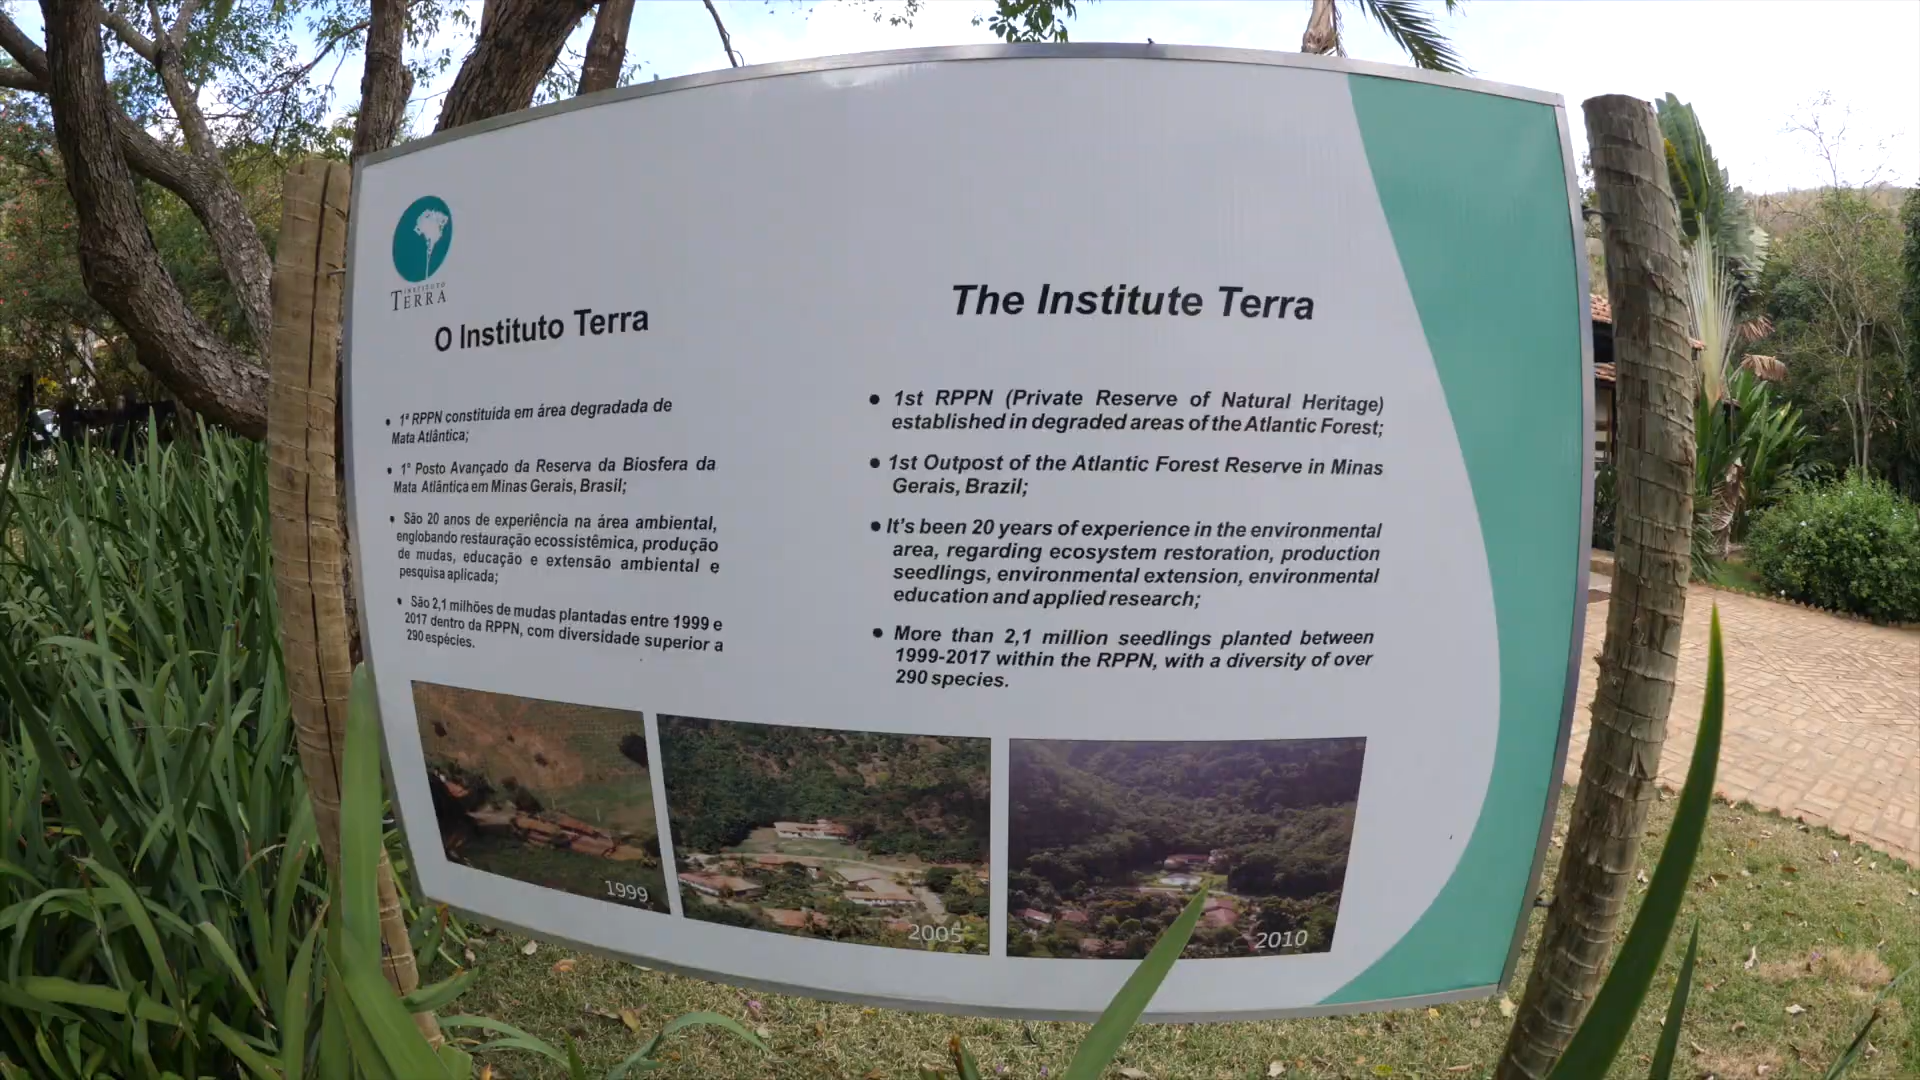 INSTITUTO
TERRA
O Instituto Terra
• 1ª RPPN constituída em área degradada de
Mata Atlântica;
• 1º Posto Avançado da Reserva da Biosfera da
Mata Atlântica em Minas Gerais, Brasil;
• São 20 anos de experiência na área ambiental,
englobando restauração ecossistêmica, produção
de mudas, educação e extensão ambiental e
pesquisa aplicada;
• São 2,1 milhões de mudas plantadas entre 1999 e
2017 dentro da RPPN, com diversidade superior a
290 espécies.
The Institute Terra
• 1st RPPN (Private Reserve of Natural Heritage)
established in degraded areas of the Atlantic Forest;
• 1st Outpost of the Atlantic Forest Reserve in Minas
Gerais, Brazil;
• It's been 20 years of experience in the environmental
area, regarding ecosystem restoration, production
seedlings, environmental extension, environmental
education and applied research;
• More than 2,1 million seedlings planted between
1999-2017 within the RPPN, with a diversity of over
290 species.
1999
2005
2010